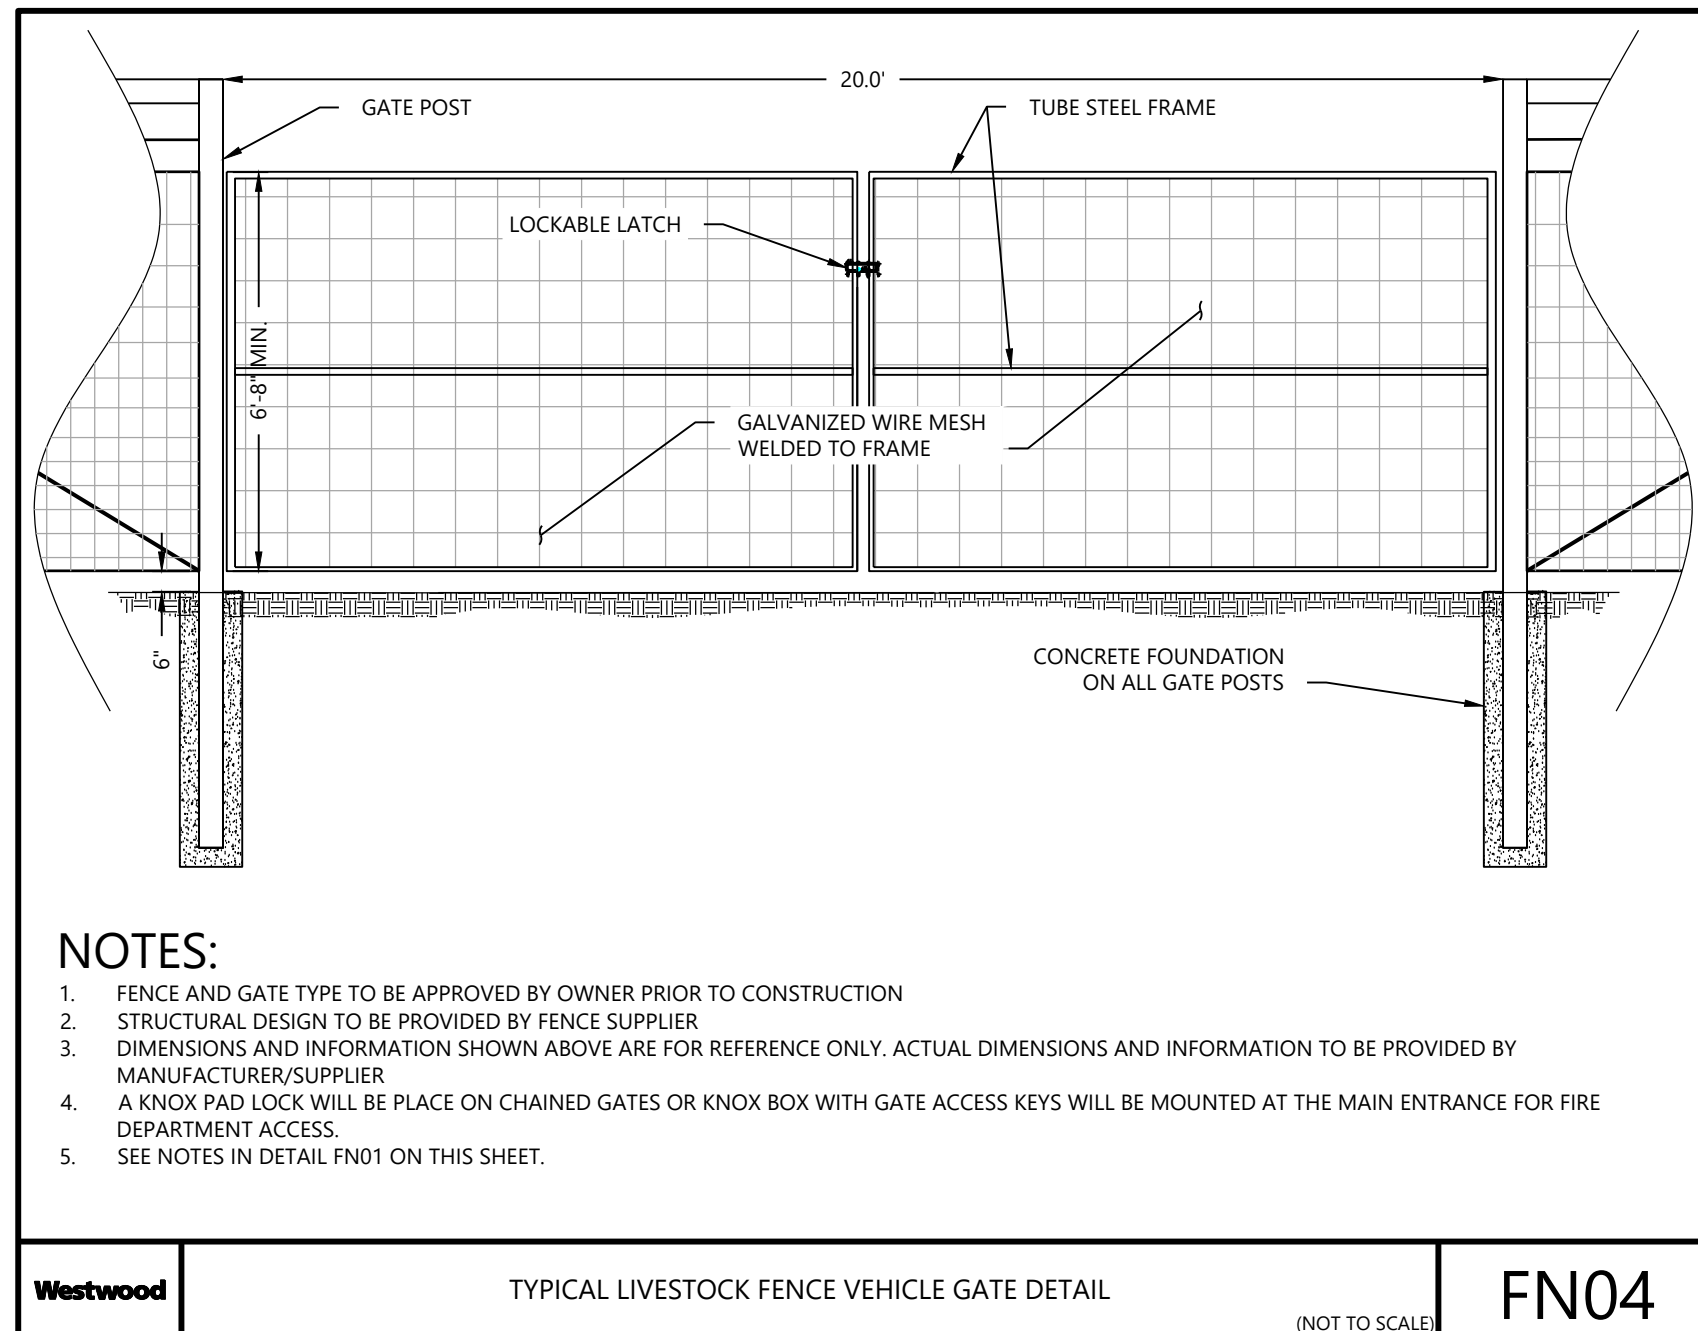 20.0'
GATE POST
TUBE STEEL FRAME
LOCKABLE LATCH
6'-8" MIN.
GALVANIZED WIRE MESH
WELDED TO FRAME
6"
CONCRETE FOUNDATION
ON ALL GATE POSTS
NOTES:
1. FENCE AND GATE TYPE TO BE APPROVED BY OWNER PRIOR TO CONSTRUCTION
2. STRUCTURAL DESIGN TO BE PROVIDED BY FENCE SUPPLIER
3. DIMENSIONS AND INFORMATION SHOWN ABOVE ARE FOR REFERENCE ONLY. ACTUAL DIMENSIONS AND INFORMATION TO BE PROVIDED BY
MANUFACTURER/SUPPLIER
4. A KNOX PAD LOCK WILL BE PLACE ON CHAINED GATES OR KNOX BOX WITH GATE ACCESS KEYS WILL BE MOUNTED AT THE MAIN ENTRANCE FOR FIRE
DEPARTMENT ACCESS.
5. SEE NOTES IN DETAIL FN01 ON THIS SHEET.
Westwood
TYPICAL LIVESTOCK FENCE VEHICLE GATE DETAIL
(NOT TO SCALE)
FN04